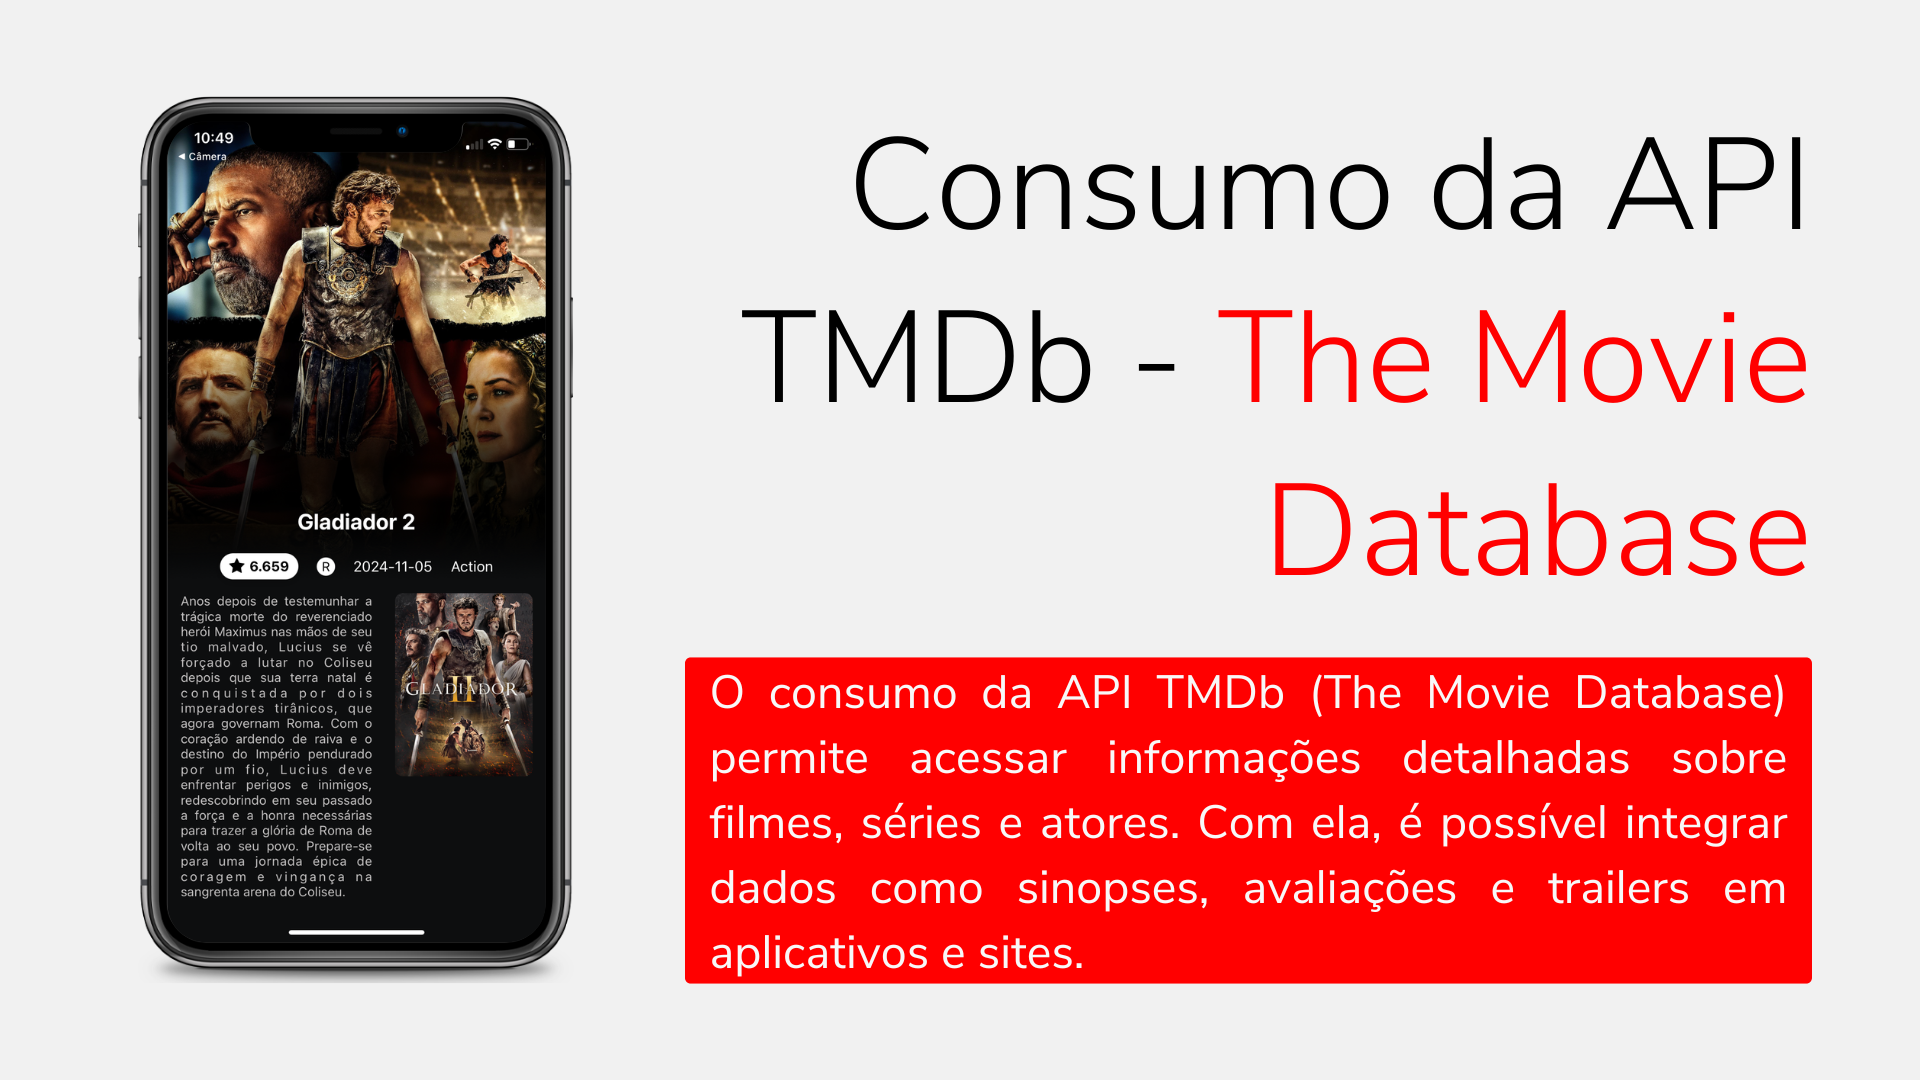 10:49
Câmera
Gladiador 2
6.659 R 2024-11-05 Action
Anos depois de testemunhar a
trágica morte do reverenciado
herói Maximus nas mãos de seu
tio malvado, Lucius se vê
forçado a lutar no Coliseu
depois que sua terra natal é
conquistada por dois
imperadores tirânicos, que
agora governam Roma. Com o
coração ardendo de raiva e o
destino do Império pendurado
por um fio, Lucius deve
enfrentar perigos e inimigos,
redescobrindo em seu passado
a força e a honra necessárias
para trazer a glória de Roma de
volta ao seu povo. Prepare-se
para uma jornada épica de
coragem e vingança na
sangrenta arena do Coliseu.
GLADIADOR
II
Consumo da API
TMDb - The Movie
Database
O consumo da API TMDb (The Movie Database)
permite acessar informações detalhadas sobre
filmes, séries e atores. Com ela, é possível integrar
dados como sinopses, avaliações e trailers em
aplicativos e sites.